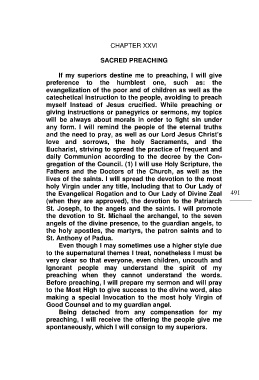 CHAPTER XXVI
SACRED PREACHING
If my superiors destine me to preaching, I will give
preference to the humblest one, such as: the
evangelization of the poor and of children as well as the
catechetical instruction to the people, avoiding to preach
myself Instead of Jesus crucified. While preaching or
giving instructions or panegyrics or sermons, my topics
will be always about morals in order to fight sin under
any form. I will remind the people of the eternal truths
and the need to pray, as well as our Lord Jesus Christ's
love and sorrows, the holy Sacraments, and the
Eucharist, striving to spread the practice of frequent and
daily Communion according to the decree by the Con-
gregation of the Council. (1) I will use Holy Scripture, the
Fathers and the Doctors of the Church, as well as the
lives of the saints. I will spread the devotion to the most
holy Virgin under any title, Including that to Our Lady of
the Evangelical Rogation and to Our Lady of Divine Zeal
(when they are approved), the devotion to the Patriarch
St. Joseph, to the angels and the saints. I will promote
the devotion to St. Michael the archangel, to the seven
angels of the divine presence, to the guardian angels, to
the holy apostles, the martyrs, the patron saints and to
St. Anthony of Padua.
Even though I may sometimes use a higher style due
to the supernatural themes I treat, nonetheless I must be
very clear so that everyone, even children, uncouth and
Ignorant people may understand the spirit of my
preaching when they cannot understand the words.
Before preaching, I will prepare my sermon and will pray
to the Most High to give success to the divine word, also
making a special Invocation to the most holy Virgin of
Good Counsel and to my guardian angel.
Being detached from any compensation for my
preaching, I will receive the offering the people give me
spontaneously, which I will consign to my superiors.
491